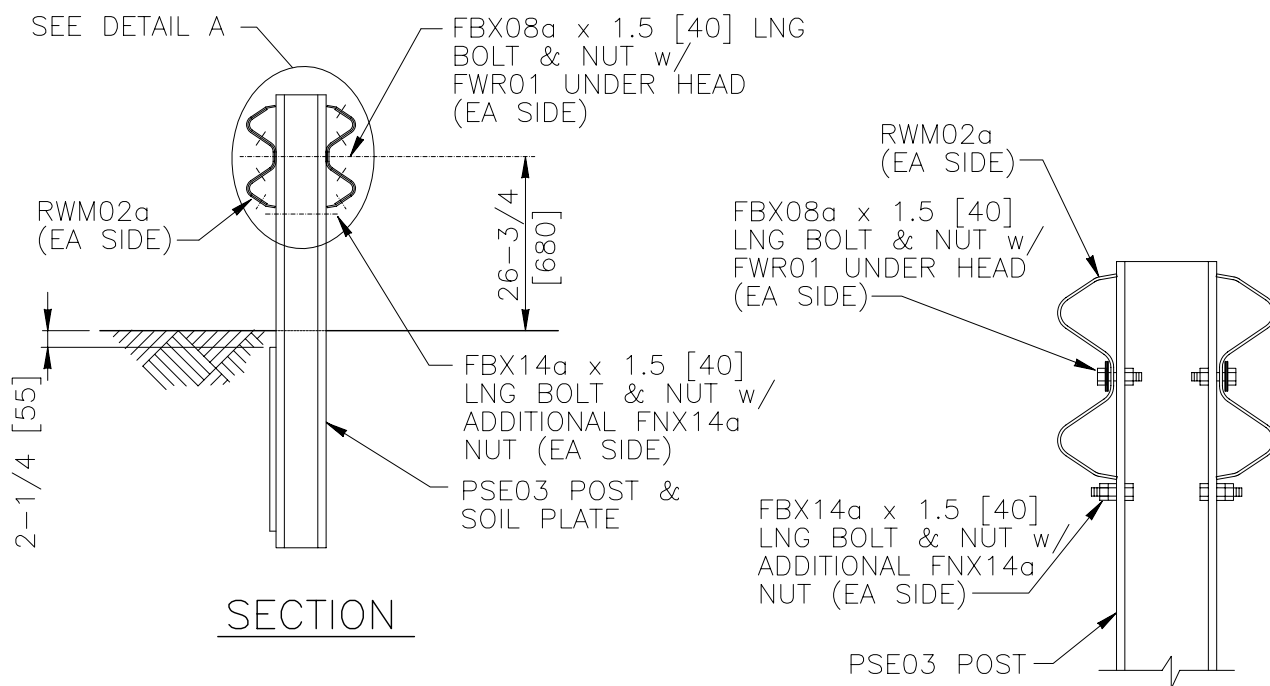 SEE DETAIL A
FBX08a x 1.5 [40] LNG
BOLT & NUT w/
FWR01 UNDER HEAD
(EA SIDE)
RWM02a
(EA SIDE)
26-3/4
[680]
2-1/4 [55]
FBX14a x 1.5 [40]
LNG BOLT & NUT w/
ADDITIONAL FNX14a
NUT (EA SIDE)
PSE03 POST &
SOIL PLATE
SECTION
RWM02a
(EA SIDE)
FBX08a x 1.5 [40]
LNG BOLT & NUT w/
FWR01 UNDER HEAD
(EA SIDE)
FBX14a x 1.5 [40]
LNG BOLT & NUT w/
ADDITIONAL FNX14a
NUT (EA SIDE)
PSE03 POST